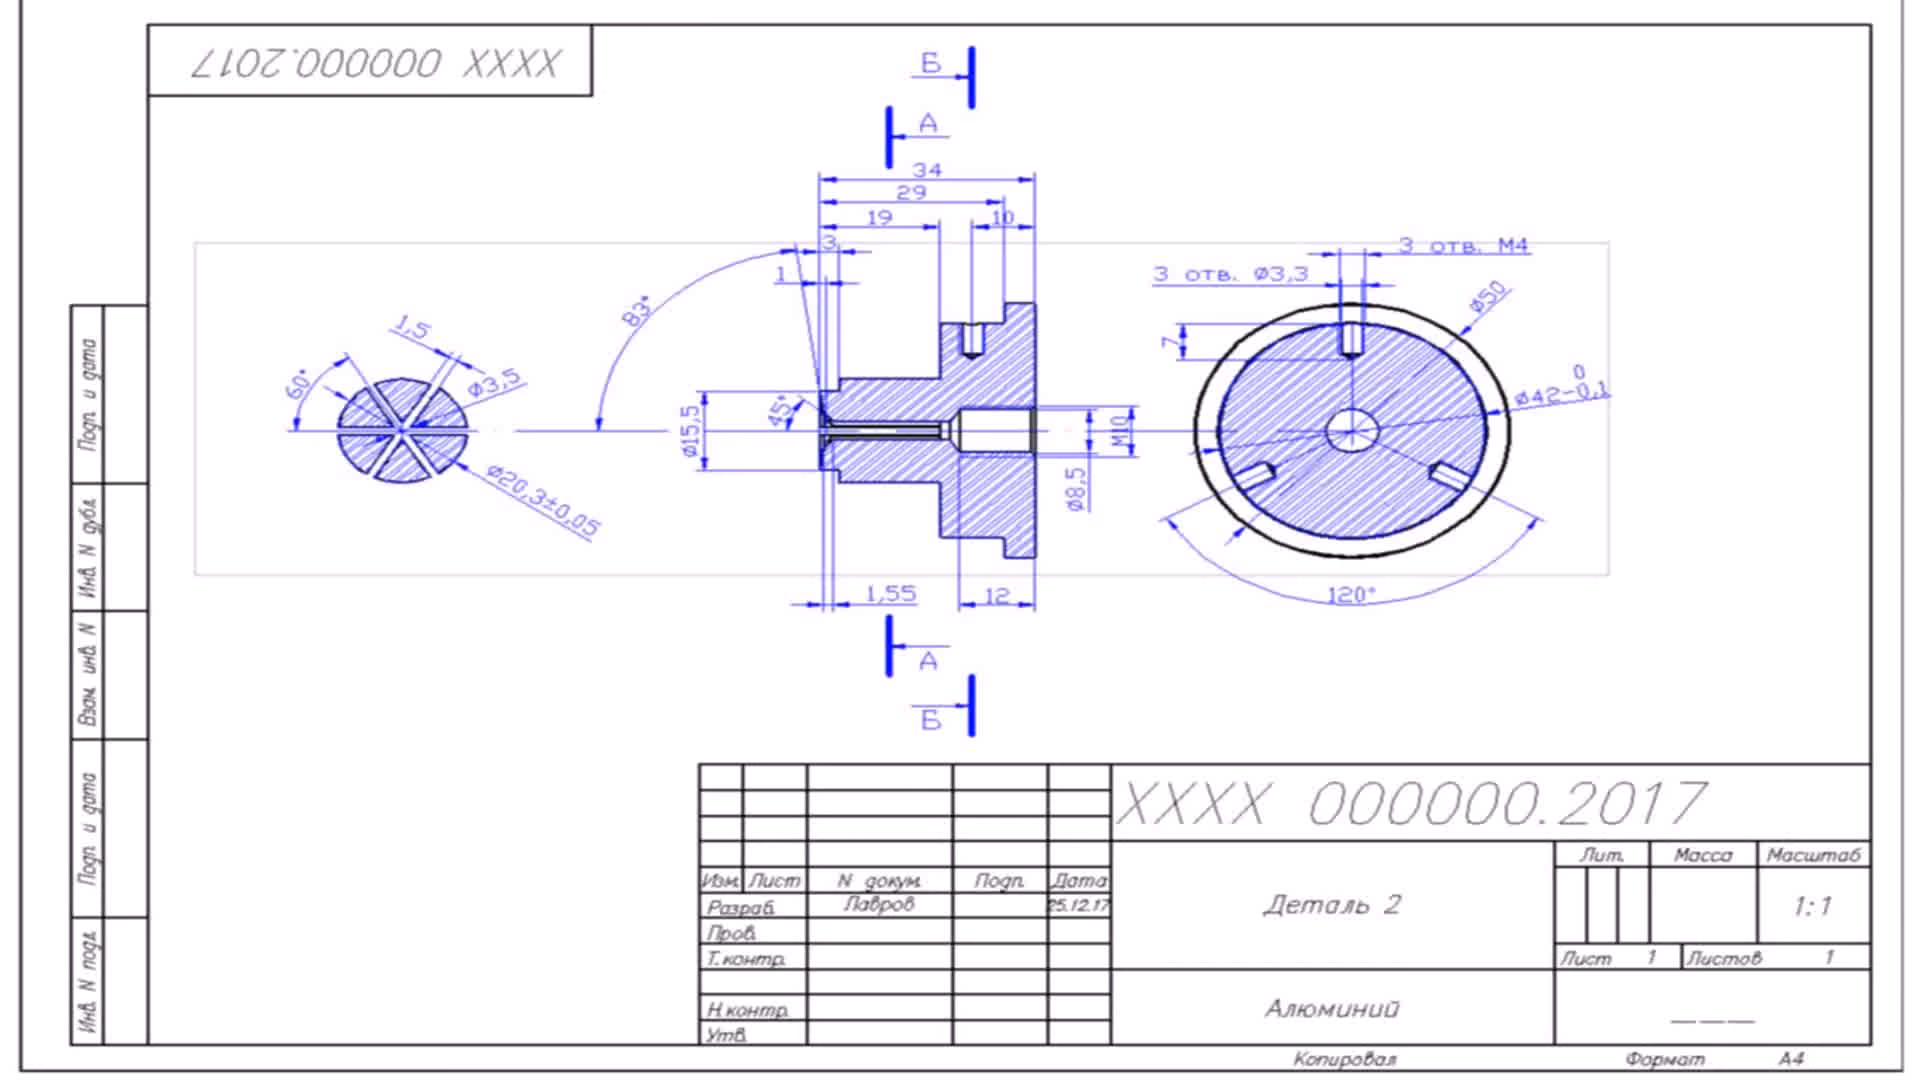 XXXX 000000.2017
Б
А
34
29
19
10
3
1
83°
3 отв. М4
3 отв. Ø3,3
Ø50
7
1,5
60°
Ø3,5
Ø15,5
45°
М10
Ø8,5
0
Ø42-0,1
Ø20,3±0,05
1,55
12
120°
А
Б
Подп. и дата
Инв. N дубл.
Взам. инв. N
Подп. и дата
Инв. N подл.
XXXX 000000.2017
Лит. Масса Масштаб
Изм. Лист N докум. Подп. Дата
Разраб. Лавров 25.12.17
Деталь 2
1:1
Пров.
Т.контр.
Лист 1 Листов 1
Н.контр.
Алюминий
Утв.
Копировал Формат А4